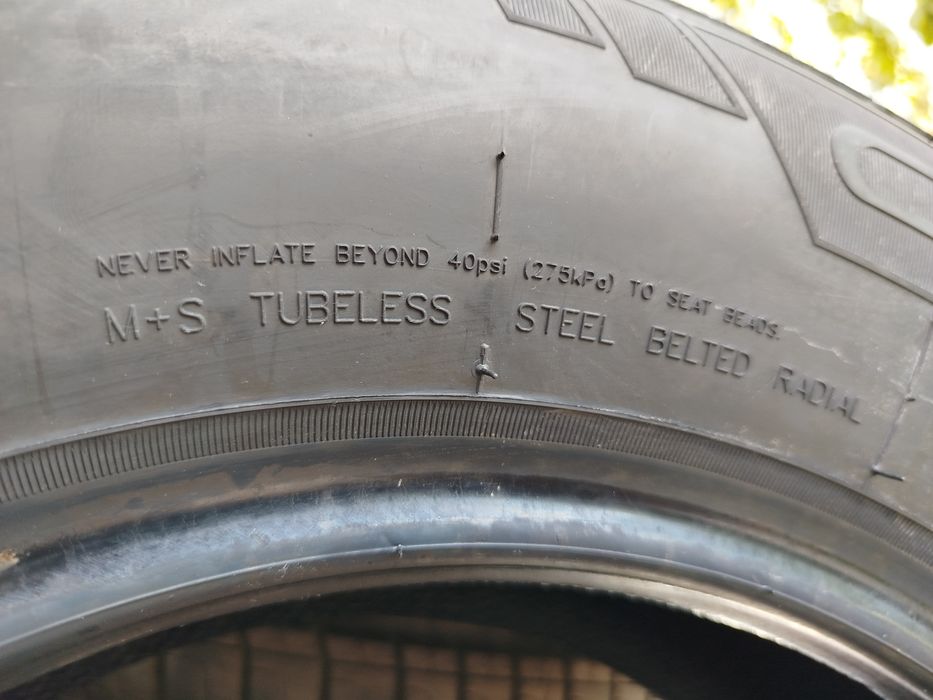 NEVER INFLATE BEYOND 40psi (275kPa) TO SEAT BEADS.
M+S TUBELESS STEEL BELTED RADIAL